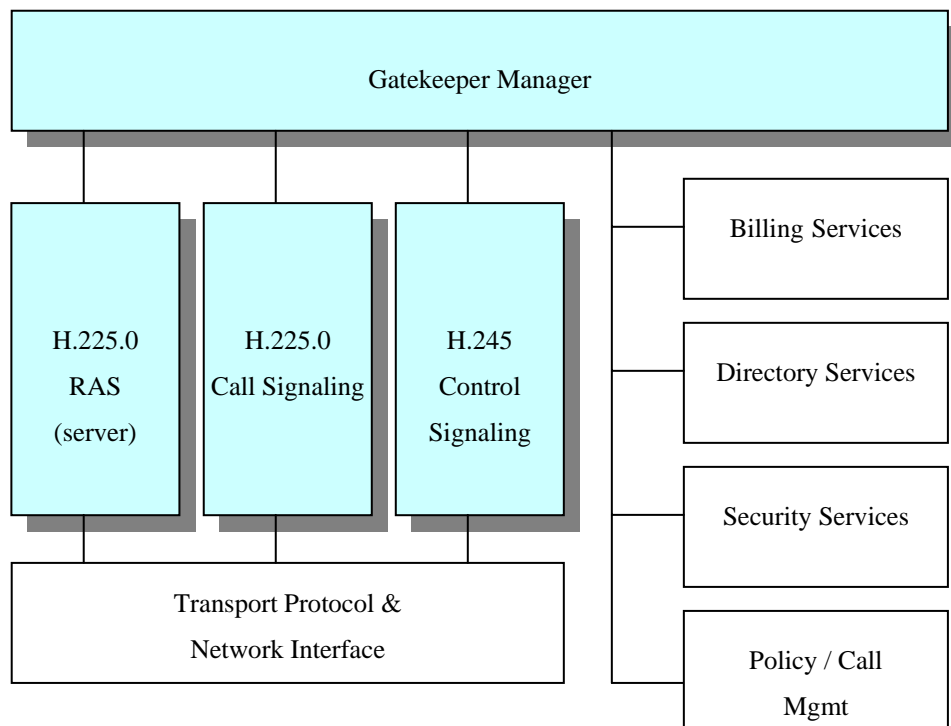 Gatekeeper Manager
H.225.0
RAS
(server)
H.225.0
Call Signaling
H.245
Control
Signaling
Transport Protocol &
Network Interface
Billing Services
Directory Services
Security Services
Policy / Call
Mgmt